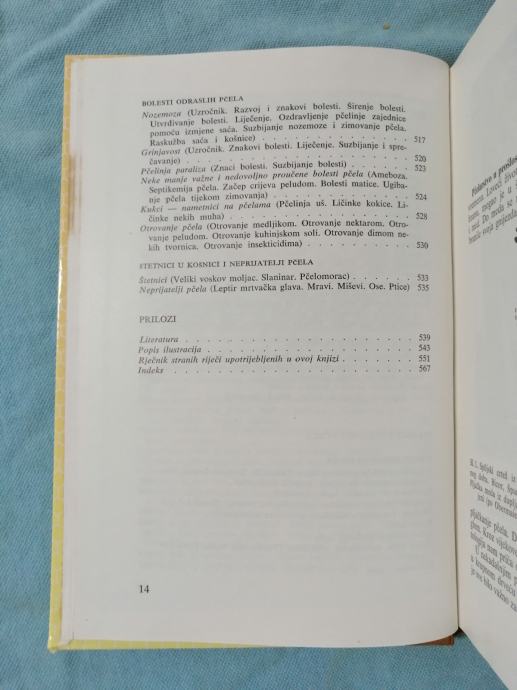 BOLESTI ODRASLIH PČELA
Nozemoza (Uzročnik. Razvoj i znakovi bolesti. Širenje bolesti.
Utvrđivanje bolesti. Liječenje. Ozdravljenje pčelinje zajednice
pomoću izmjene saća. Suzbijanje nozemoze i zimovanje pčela.
Raskužba saća i košnice) . . . . . . . . . . . . . . 517
Grinjavost (Uzročnik. Znakovi bolesti. Liječenje. Suzbijanje i spre-
čavanje) . . . . . . . . . . . . . . . . . . . . 520
Pčelinja paraliza (Znaci bolesti. Suzbijanje bolesti) . . . . . . 523
Neke manje važne i nedovoljno proučene bolesti pčela (Ameboza.
Septikemija pčela. Začep crijeva peludom. Bolesti matice. Ugiba-
nje pčela tijekom zimovanja) . . . . . . . . . . . . . 524
Kukci — nametnici na pčelama (Pčelinja uš. Ličinke kokice. Li-
činke nekih muha) . . . . . . . . . . . . . . . . 528
Otrovanje pčela (Otrovanje medljikom. Otrovanje nektarom. Otro-
vanje peludom. Otrovanje kuhinjskom soli. Otrovanje dimom ne-
kih tvornica. Otrovanje insekticidima) . . . . . . . . . . 530
ŠTETNICI U KOŠNICI I NEPRIJATELJI PČELA
Štetnici (Veliki voskov moljac. Slaninar. Pčelomorac) . . . . . 533
Neprijatelji pčela (Leptir mrtvačka glava. Mravi. Miševi. Ose. Ptice) 535
PRILOZI
Literatura . . . . . . . . . . . . . . . . . . . . 539
Popis ilustracija . . . . . . . . . . . . . . . . . . 543
Rječnik stranih riječi upotrijebljenih u ovoj knjizi . . . . . . . 551
Indeks . . . . . . . . . . . . . . . . . . . . . . 567
14